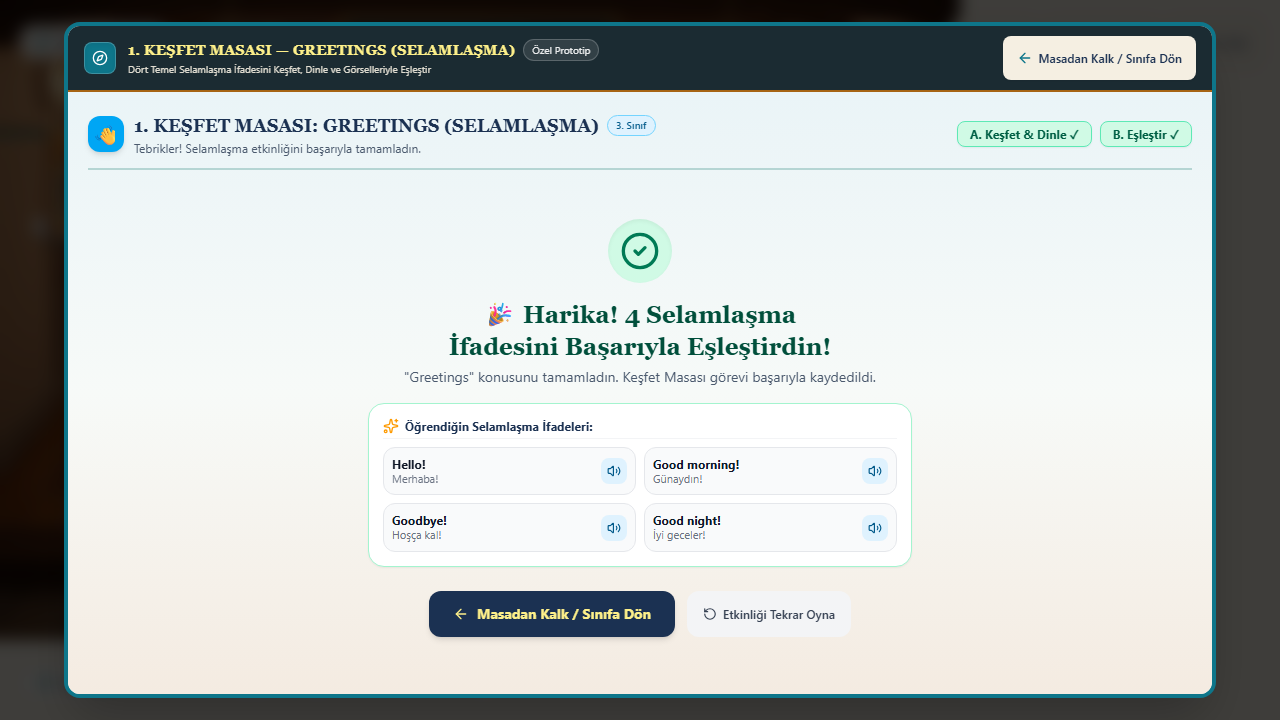 1. KEŞFET MASASI — GREETINGS (SELAMLAŞMA)
Özel Prototip
Dört Temel Selamlaşma İfadesini Keşfet, Dinle ve Görselleriyle Eşleştir
Masadan Kalk / Sınıfa Dön
1. KEŞFET MASASI: GREETINGS (SELAMLAŞMA)
3. Sınıf
Tebrikler! Selamlaşma etkinliğini başarıyla tamamladın.
A. Keşfet & Dinle ✓
B. Eşleştir ✓
🎉 Harika! 4 Selamlaşma
İfadesini Başarıyla Eşleştirdin!
"Greetings" konusunu tamamladın. Keşfet Masası görevi başarıyla kaydedildi.
Öğrendiğin Selamlaşma İfadeleri:
Hello!
Merhaba!
Good morning!
Günaydın!
Goodbye!
Hoşça kal!
Good night!
İyi geceler!
Masadan Kalk / Sınıfa Dön
Etkinliği Tekrar Oyna